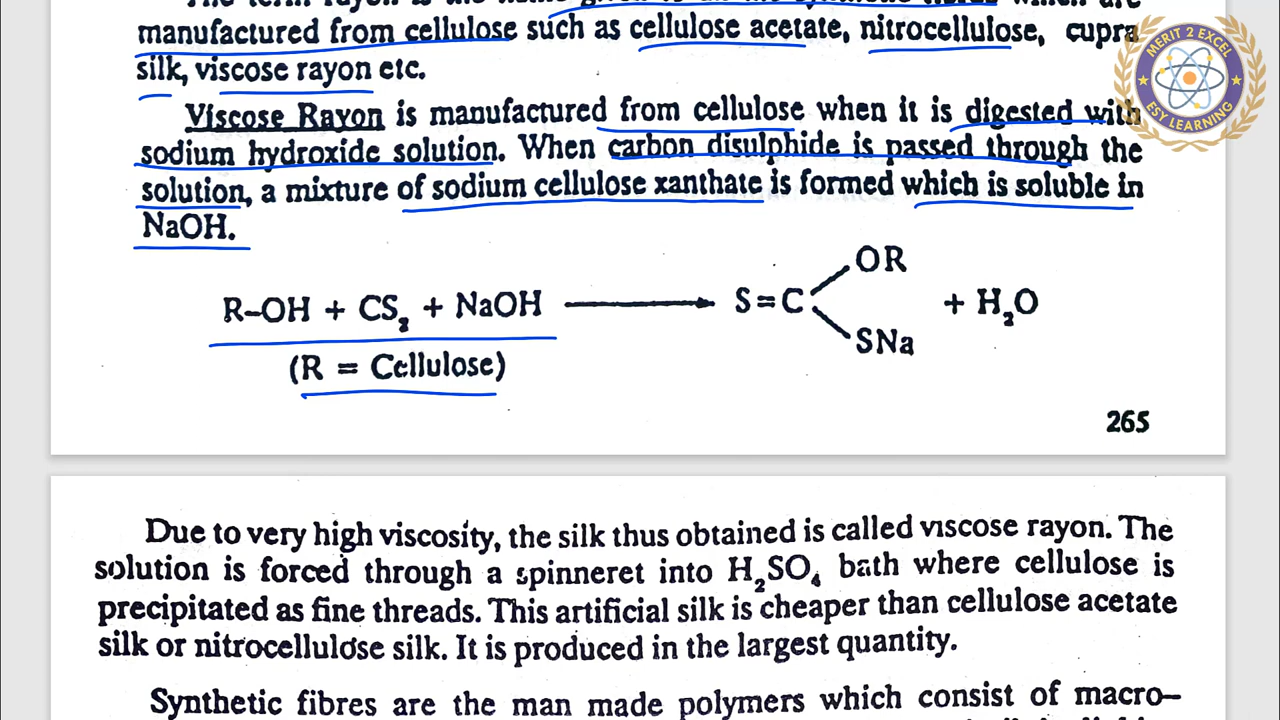 manufactured from cellulose such as cellulose acetate, nitrocellulose, cupra
silk, viscose rayon etc.
Viscose Rayon is manufactured from cellulose when it is digested with
sodium hydroxide solution. When carbon disulphide is passed through the
solution, a mixture of sodium cellulose xanthate is formed which is soluble in
NaOH.
R–OH + CS₂ + NaOH ⟶ S=C OR SNa + H₂O
(R = Cellulose)
265
Due to very high viscosity, the silk thus obtained is called viscose rayon. The
solution is forced through a spinneret into H₂SO₄ bath where cellulose is
precipitated as fine threads. This artificial silk is cheaper than cellulose acetate
silk or nitrocellulose silk. It is produced in the largest quantity.
Synthetic fibres are the man made polymers which consist of macro–
MERIT 2 EXCEL
ESY LEARNING